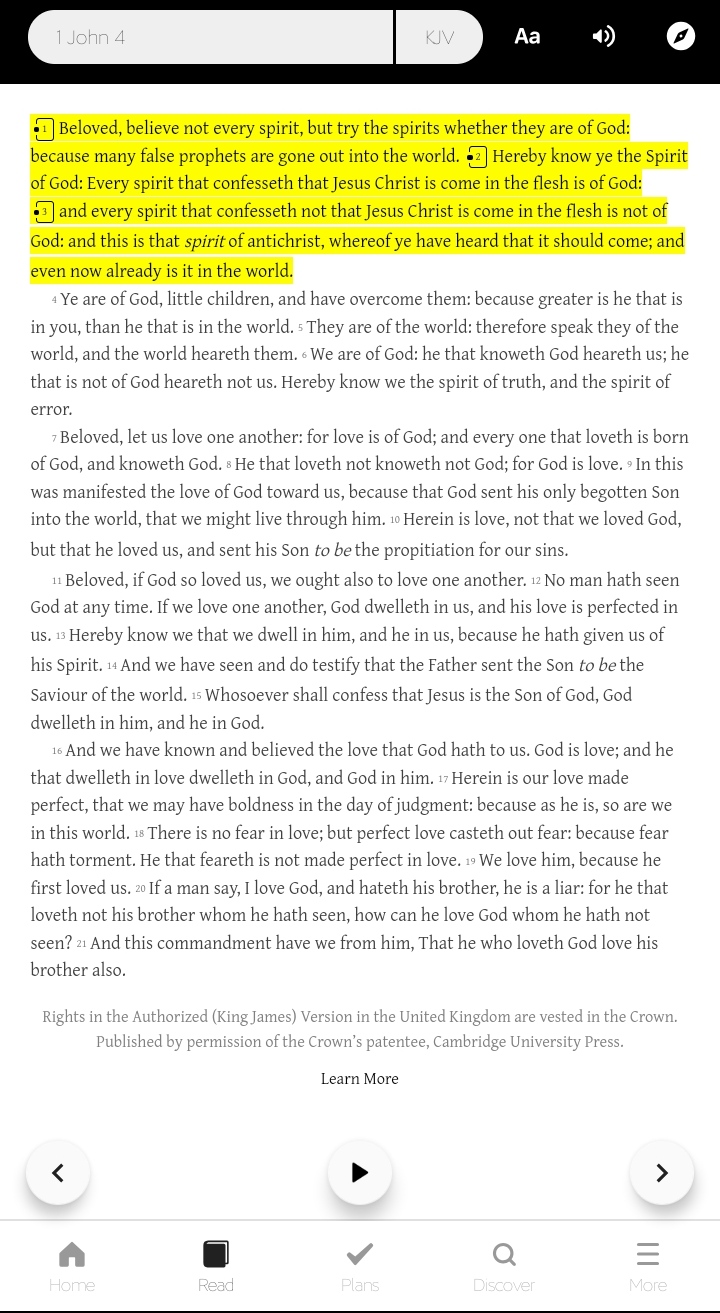 1 John 4 KJV Aa
1 Beloved, believe not every spirit, but try the spirits whether they are of God:
because many false prophets are gone out into the world. 2 Hereby know ye the Spirit
of God: Every spirit that confesseth that Jesus Christ is come in the flesh is of God:
3 and every spirit that confesseth not that Jesus Christ is come in the flesh is not of
God: and this is that spirit of antichrist, whereof ye have heard that it should come; and
even now already is it in the world.
4 Ye are of God, little children, and have overcome them: because greater is he that is
in you, than he that is in the world. 5 They are of the world: therefore speak they of the
world, and the world heareth them. 6 We are of God: he that knoweth God heareth us; he
that is not of God heareth not us. Hereby know we the spirit of truth, and the spirit of
error.
7 Beloved, let us love one another: for love is of God; and every one that loveth is born
of God, and knoweth God. 8 He that loveth not knoweth not God; for God is love. 9 In this
was manifested the love of God toward us, because that God sent his only begotten Son
into the world, that we might live through him. 10 Herein is love, not that we loved God,
but that he loved us, and sent his Son to be the propitiation for our sins.
11 Beloved, if God so loved us, we ought also to love one another. 12 No man hath seen
God at any time. If we love one another, God dwelleth in us, and his love is perfected in
us. 13 Hereby know we that we dwell in him, and he in us, because he hath given us of
his Spirit. 14 And we have seen and do testify that the Father sent the Son to be the
Saviour of the world. 15 Whosoever shall confess that Jesus is the Son of God, God
dwelleth in him, and he in God.
16 And we have known and believed the love that God hath to us. God is love; and he
that dwelleth in love dwelleth in God, and God in him. 17 Herein is our love made
perfect, that we may have boldness in the day of judgment: because as he is, so are we
in this world. 18 There is no fear in love; but perfect love casteth out fear: because fear
hath torment. He that feareth is not made perfect in love. 19 We love him, because he
first loved us. 20 If a man say, I love God, and hateth his brother, he is a liar: for he that
loveth not his brother whom he hath seen, how can he love God whom he hath not
seen? 21 And this commandment have we from him, That he who loveth God love his
brother also.
Rights in the Authorized (King James) Version in the United Kingdom are vested in the Crown.
Published by permission of the Crown’s patentee, Cambridge University Press.
Learn More
Home Read Plans Discover More